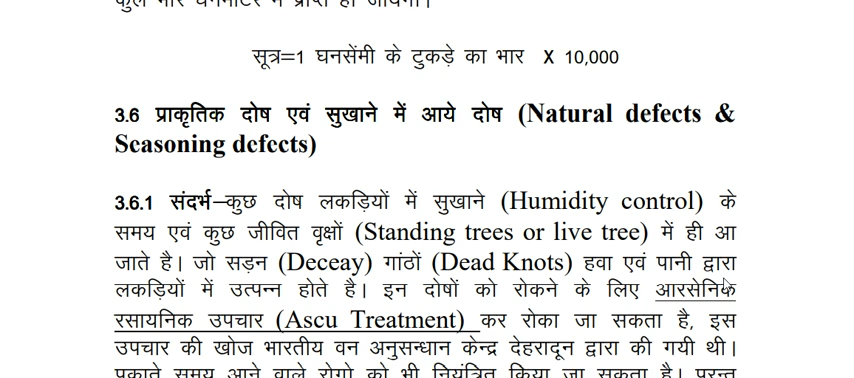 कुल भार घनमीटर में प्राप्त हो जायेगा।
सूत्र=1 घनसेंमी के टुकड़े का भार X 10,000
3.6 प्राकृतिक दोष एवं सुखाने में आये दोष (Natural defects &
Seasoning defects)
3.6.1 संदर्भ–कुछ दोष लकड़ियों में सुखाने (Humidity control) के
समय एवं कुछ जीवित वृक्षों (Standing trees or live tree) में ही आ
जाते है। जो सड़न (Deceay) गांठों (Dead Knots) हवा एवं पानी द्वारा
लकड़ियों में उत्पन्न होते है। इन दोषों को रोकने के लिए आरसेनिक
रसायनिक उपचार (Ascu Treatment) कर रोका जा सकता है, इस
उपचार की खोज भारतीय वन अनुसन्धान केन्द्र देहरादून द्वारा की गयी थी।
पकाते समय आने वाले रोगो को भी नियंत्रित किया जा सकता है। परन्तु